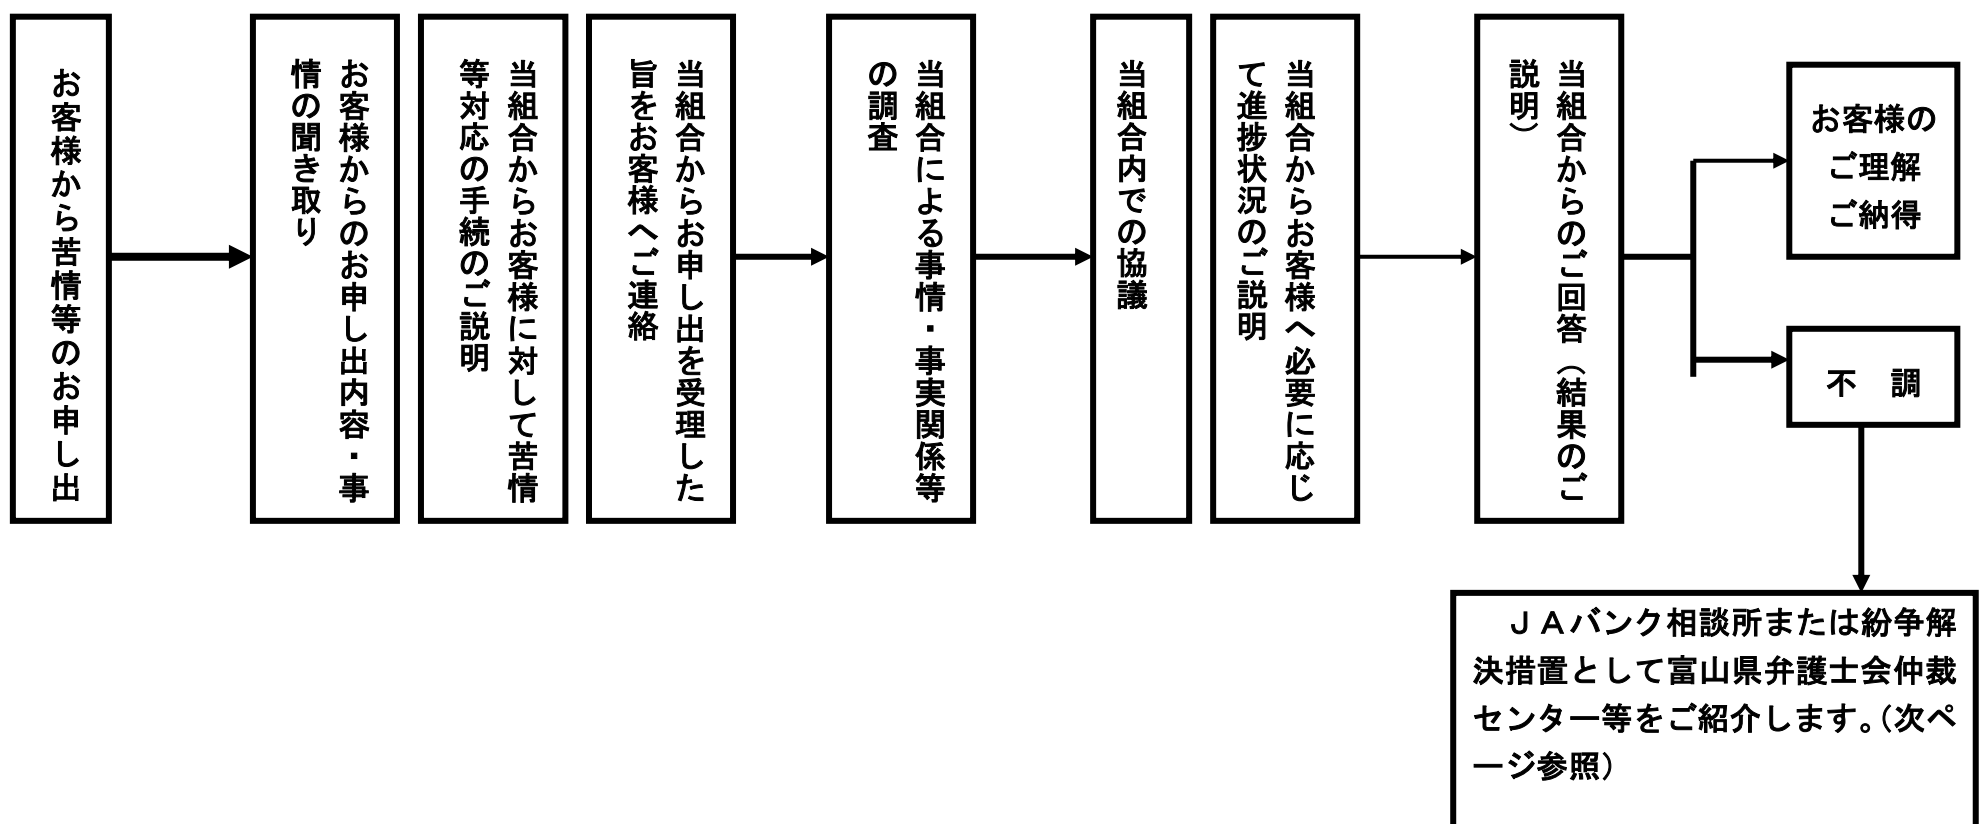 お客様から苦情等のお申し出
お客様からのお申し出内容・事
情の聞き取り
当組合からお客様に対して苦情
等対応の手続のご説明
当組合からお申し出を受理した
旨をお客様へご連絡
当組合による事情・事実関係等
の調査
当組合内での協議
当組合からお客様へ必要に応じ
て進捗状況のご説明
当組合からのご回答（結果のご
説明）
お客様の
ご理解
ご納得
不　調
ＪＡバンク相談所または紛争解
決措置として富山県弁護士会仲裁
センター等をご紹介します。（次ペ
ージ参照）